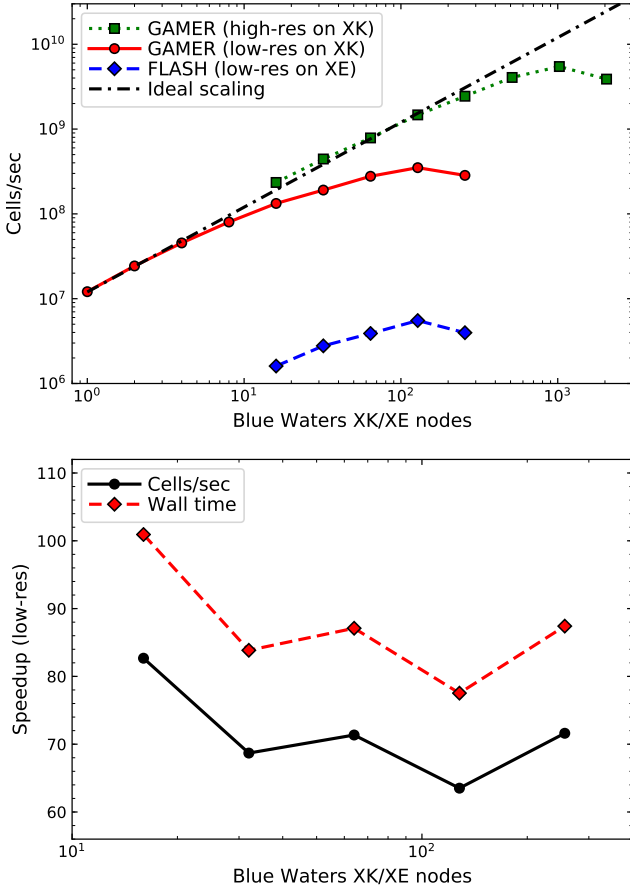 GAMER (high-res on XK)
GAMER (low-res on XK)
FLASH (low-res on XE)
Ideal scaling
Cells/sec
10^10
10^9
10^8
10^7
10^6
10^0 10^1 10^2 10^3
Blue Waters XK/XE nodes
Cells/sec
Wall time
Speedup (low-res)
110
100
90
80
70
60
10^1 10^2
Blue Waters XK/XE nodes